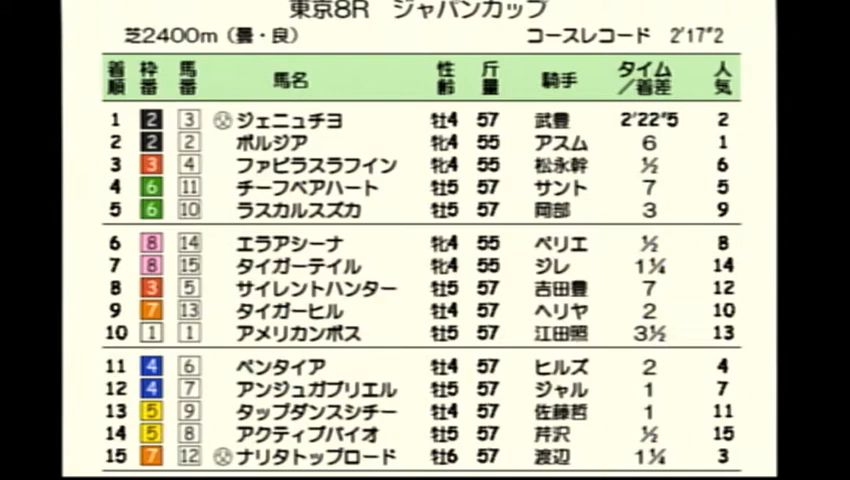 東京8R ジャパンカップ
芝2400m(曇・良) コースレコード 2'17"2
着順 枠番 馬番 馬名 性齢 斤量 騎手 タイム/着差 人気
1 2 3 ジェニュチヨ 牡4 57 武豊 2'22"5 2
2 2 2 ボルジア 牝4 55 アスム 6 1
3 3 4 ファビラスラフイン 牝4 55 松永幹 ½ 6
4 6 11 チーフベアハート 牡5 57 サント 7 5
5 6 10 ラスカルスズカ 牡5 57 岡部 3 9
6 8 14 エラアシーナ 牝4 55 ペリエ ½ 8
7 8 15 タイガーテイル 牝4 55 ジレ 1¼ 14
8 3 5 サイレントハンター 牡5 57 吉田豊 7 12
9 7 13 タイガーヒル 牡4 57 ヘリヤ 2 10
10 1 1 アメリカンボス 牡5 57 江田照 3½ 13
11 4 6 ペンタイア 牡4 57 ヒルズ 2 4
12 4 7 アンジュガブリエル 牡5 57 ジャル 1 7
13 5 9 タップダンスシチー 牡4 57 佐藤哲 1 11
14 5 8 アクティブバイオ 牡5 57 芹沢 ½ 15
15 7 12 ナリタトップロード 牡6 57 渡辺 1¼ 3